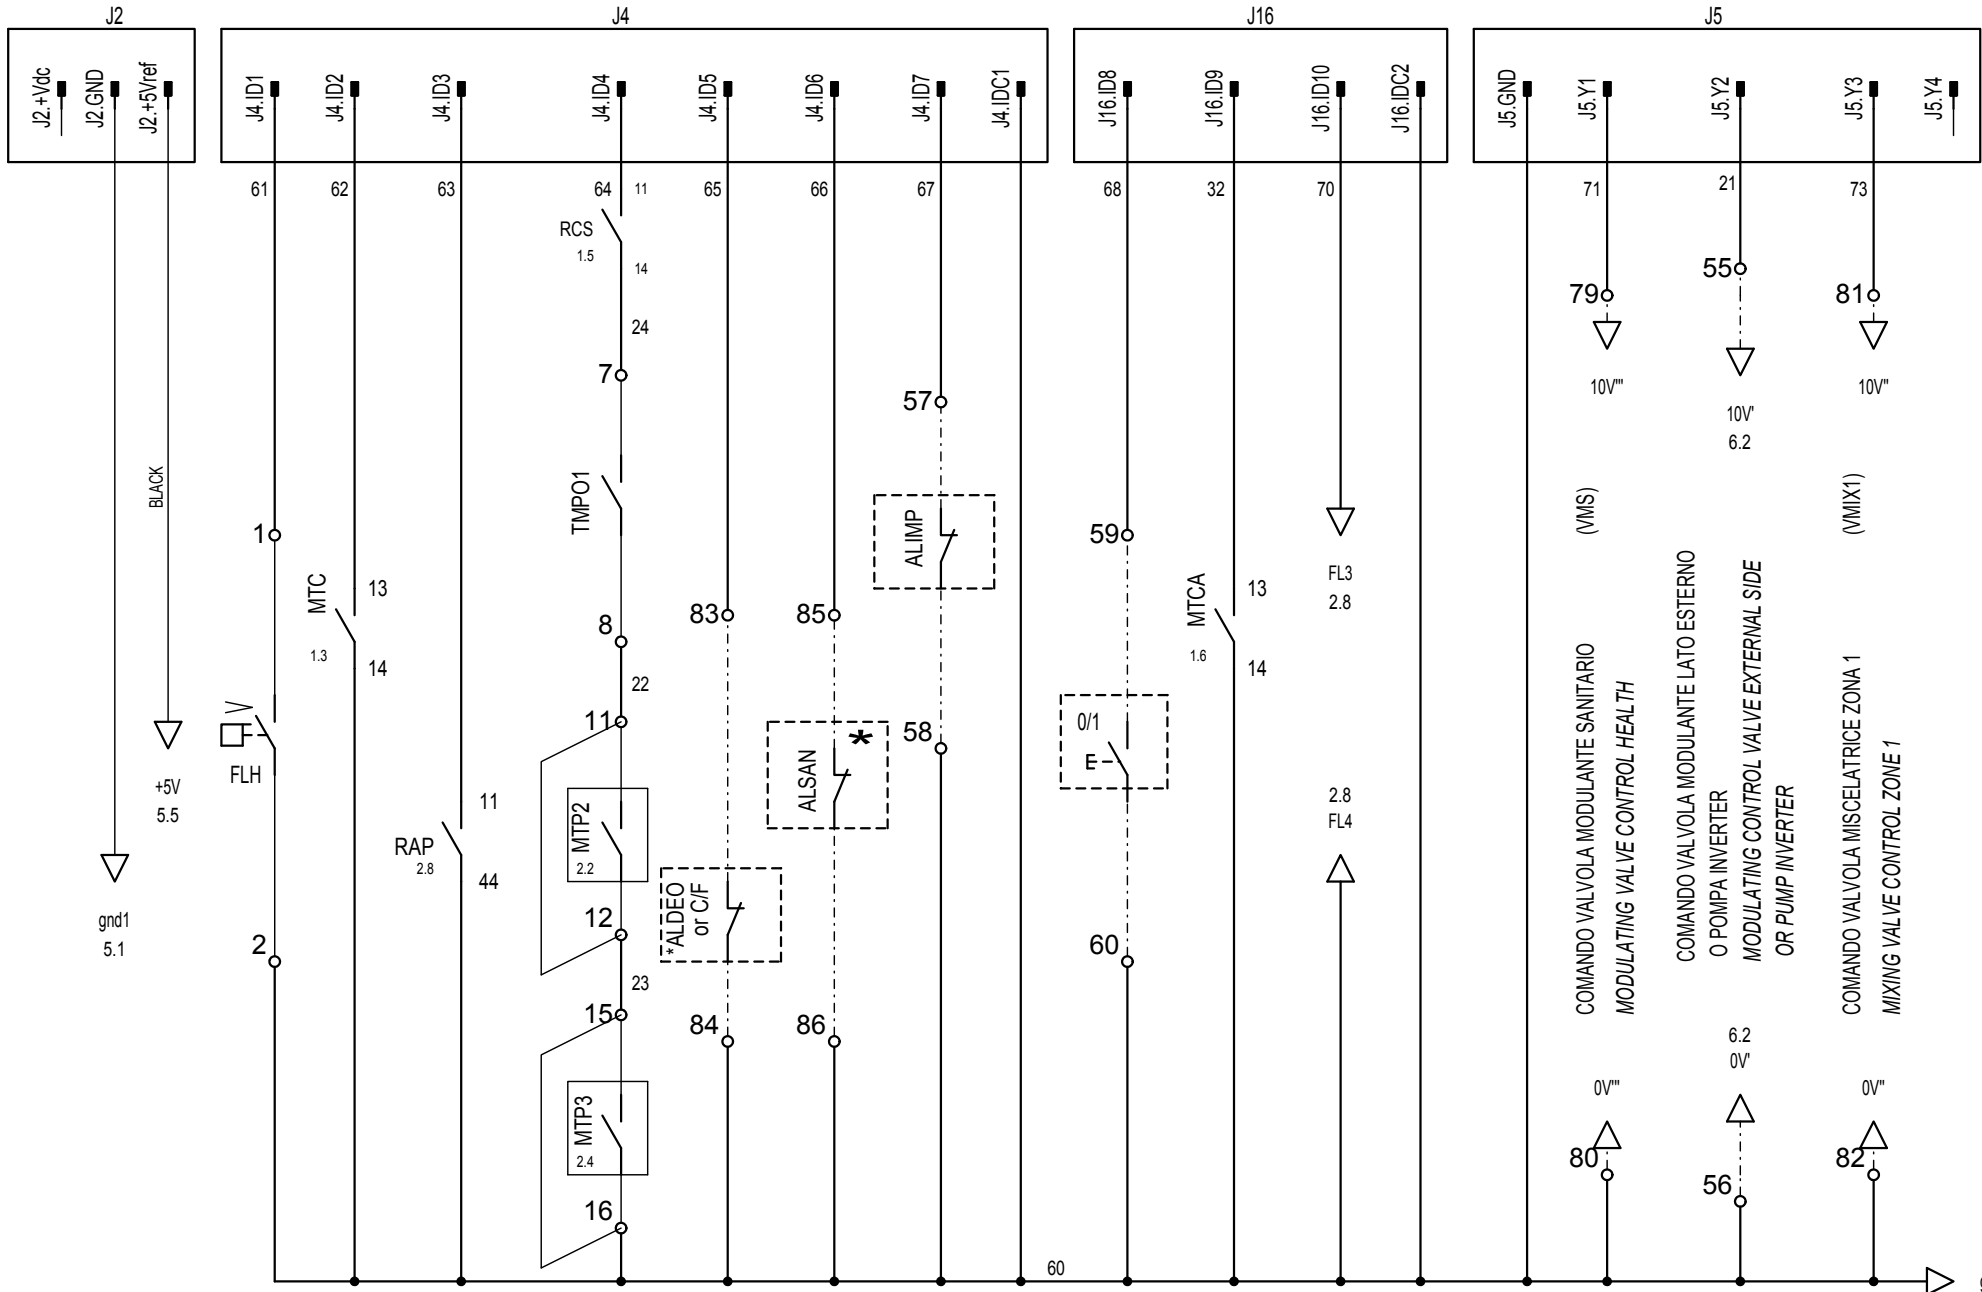 J2
J4
J16
J5
J2.+Vdc
J2.GND
J2.+5Vref
J4.ID1
J4.ID2
J4.ID3
J4.ID4
J4.ID5
J4.ID6
J4.ID7
J4.IDC1
J16.ID8
J16.ID9
J16.ID10
J16.IDC2
J5.GND
J5.Y1
J5.Y2
J5.Y3
J5.Y4
61
62
63
64
11
65
66
67
68
32
70
71
21
73
RCS
1.5
14
24
7
TMPO1
8
22
11
MTP2
2.2
12
23
15
MTP3
2.4
16
BLACK
+5V
5.5
gnd1
5.1
1
FLH
2
MTC
1.3
13
14
RAP
2.8
11
44
83
*ALDEO
or C/F
84
85
ALSAN
*
86
57
ALIMP
58
59
0/1
E
60
MTCA
1.6
13
14
FL3
2.8
2.8
FL4
79
10V'''
55
10V'
6.2
81
10V''
(VMS)
(VMIX1)
COMANDO VALVOLA MODULANTE SANITARIO
MODULATING VALVE CONTROL HEALTH
COMANDO VALVOLA MODULANTE LATO ESTERNO
O POMPA INVERTER
MODULATING CONTROL VALVE EXTERNAL SIDE
OR PUMP INVERTER
COMANDO VALVOLA MISCELATRICE ZONA 1
MIXING VALVE CONTROL ZONE 1
0V'''
80
6.2
0V'
56
0V''
82
60